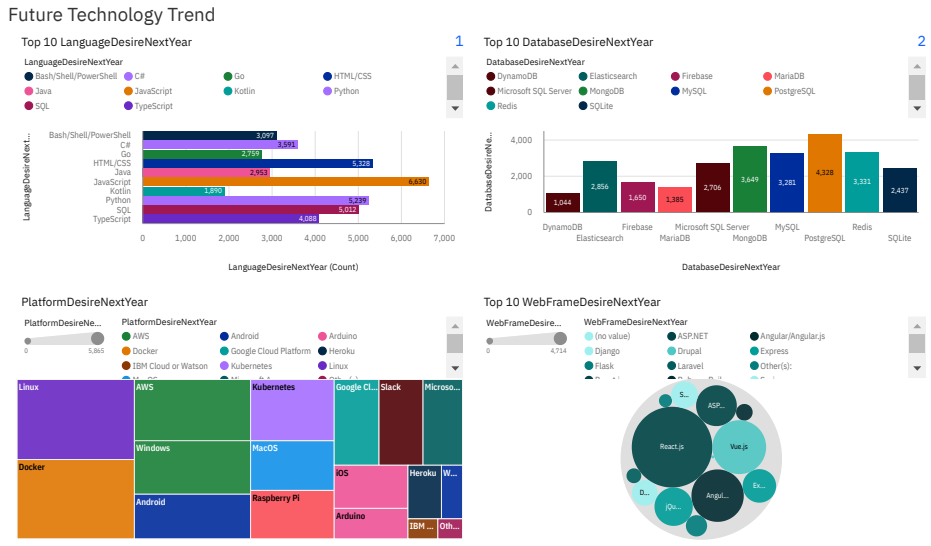 Future Technology Trend
Top 10 LanguageDesireNextYear
1
LanguageDesireNextYear
Bash/Shell/PowerShell C# Go HTML/CSS
Java JavaScript Kotlin Python
SQL TypeScript
LanguageDesireNext...
Bash/Shell/PowerShell 3,097
C# 3,591
Go 2,759
HTML/CSS 5,328
Java 2,953
JavaScript 6,630
Kotlin 1,890
Python 5,239
SQL 5,012
TypeScript 4,088
0 1,000 2,000 3,000 4,000 5,000 6,000 7,000
LanguageDesireNextYear (Count)
Top 10 DatabaseDesireNextYear
2
DatabaseDesireNextYear
DynamoDB Elasticsearch Firebase MariaDB
Microsoft SQL Server MongoDB MySQL PostgreSQL
Redis SQLite
DatabaseDesireNe...
4,000
2,000
0
1,044 2,856 1,650 1,385 2,706 3,649 3,281 4,328 3,331 2,437
DynamoDB Firebase Microsoft SQL Server MySQL Redis
Elasticsearch MariaDB MongoDB PostgreSQL SQLite
DatabaseDesireNextYear
PlatformDesireNextYear
PlatformDesireNe...
0 5,865
PlatformDesireNextYear
AWS Android Arduino
Docker Google Cloud Platform Heroku
IBM Cloud or Watson Kubernetes Linux
Linux AWS Kubernetes Google Cl... Slack Microso...
Windows MacOS
Docker iOS Heroku W...
Android Raspberry Pi
Arduino
IBM ... Oth...
Top 10 WebFrameDesireNextYear
WebFrameDesire...
0 4,714
WebFrameDesireNextYear
(no value) ASP.NET Angular/Angular.js
Django Drupal Express
Flask Laravel Other(s):
S...
ASP...
React.js Vue.js
D... Angul... Ex...
jQu...